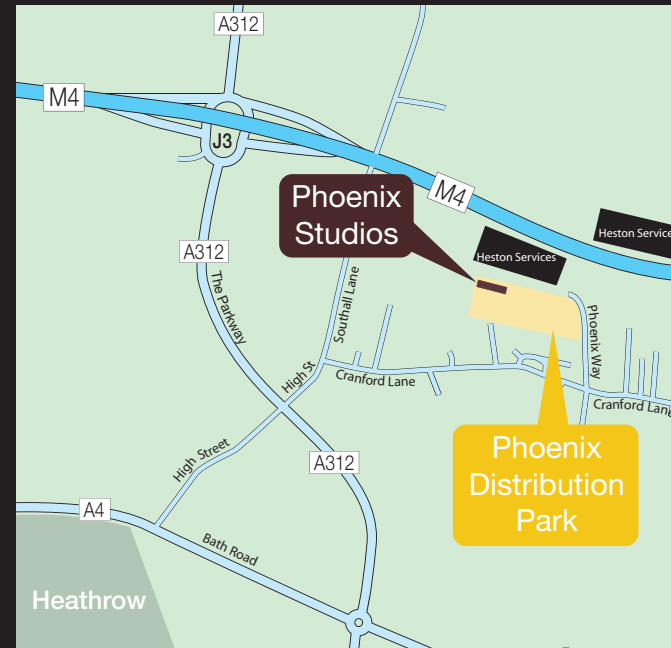 A312
M4
J3
Phoenix
Studios
M4
Heston Service
Heston Services
A312
The Parkway
Southall Lane
Phoenix Way
High St
Cranford Lane
Cranford Lane
High Street
Phoenix
Distribution
Park
A312
A4
Bath Road
Heathrow